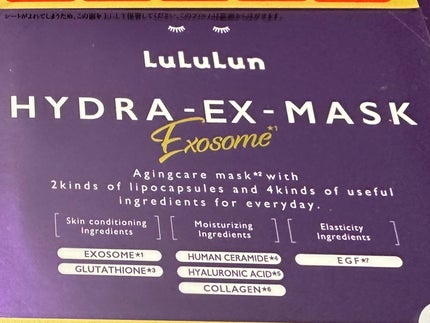 LuLuLun
HYDRA-EX-MASK
Exosome*1
Agingcare mask*2 with
2kinds of lipocapsules and 4kinds of useful
ingredients for everyday.
Skin conditioning Ingredients
EXOSOME*1
GLUTATHIONE*3
Moisturizing Ingredients
HUMAN CERAMIDE*4
HYALURONIC ACID*5
COLLAGEN*6
Elasticity Ingredients
EGF*7